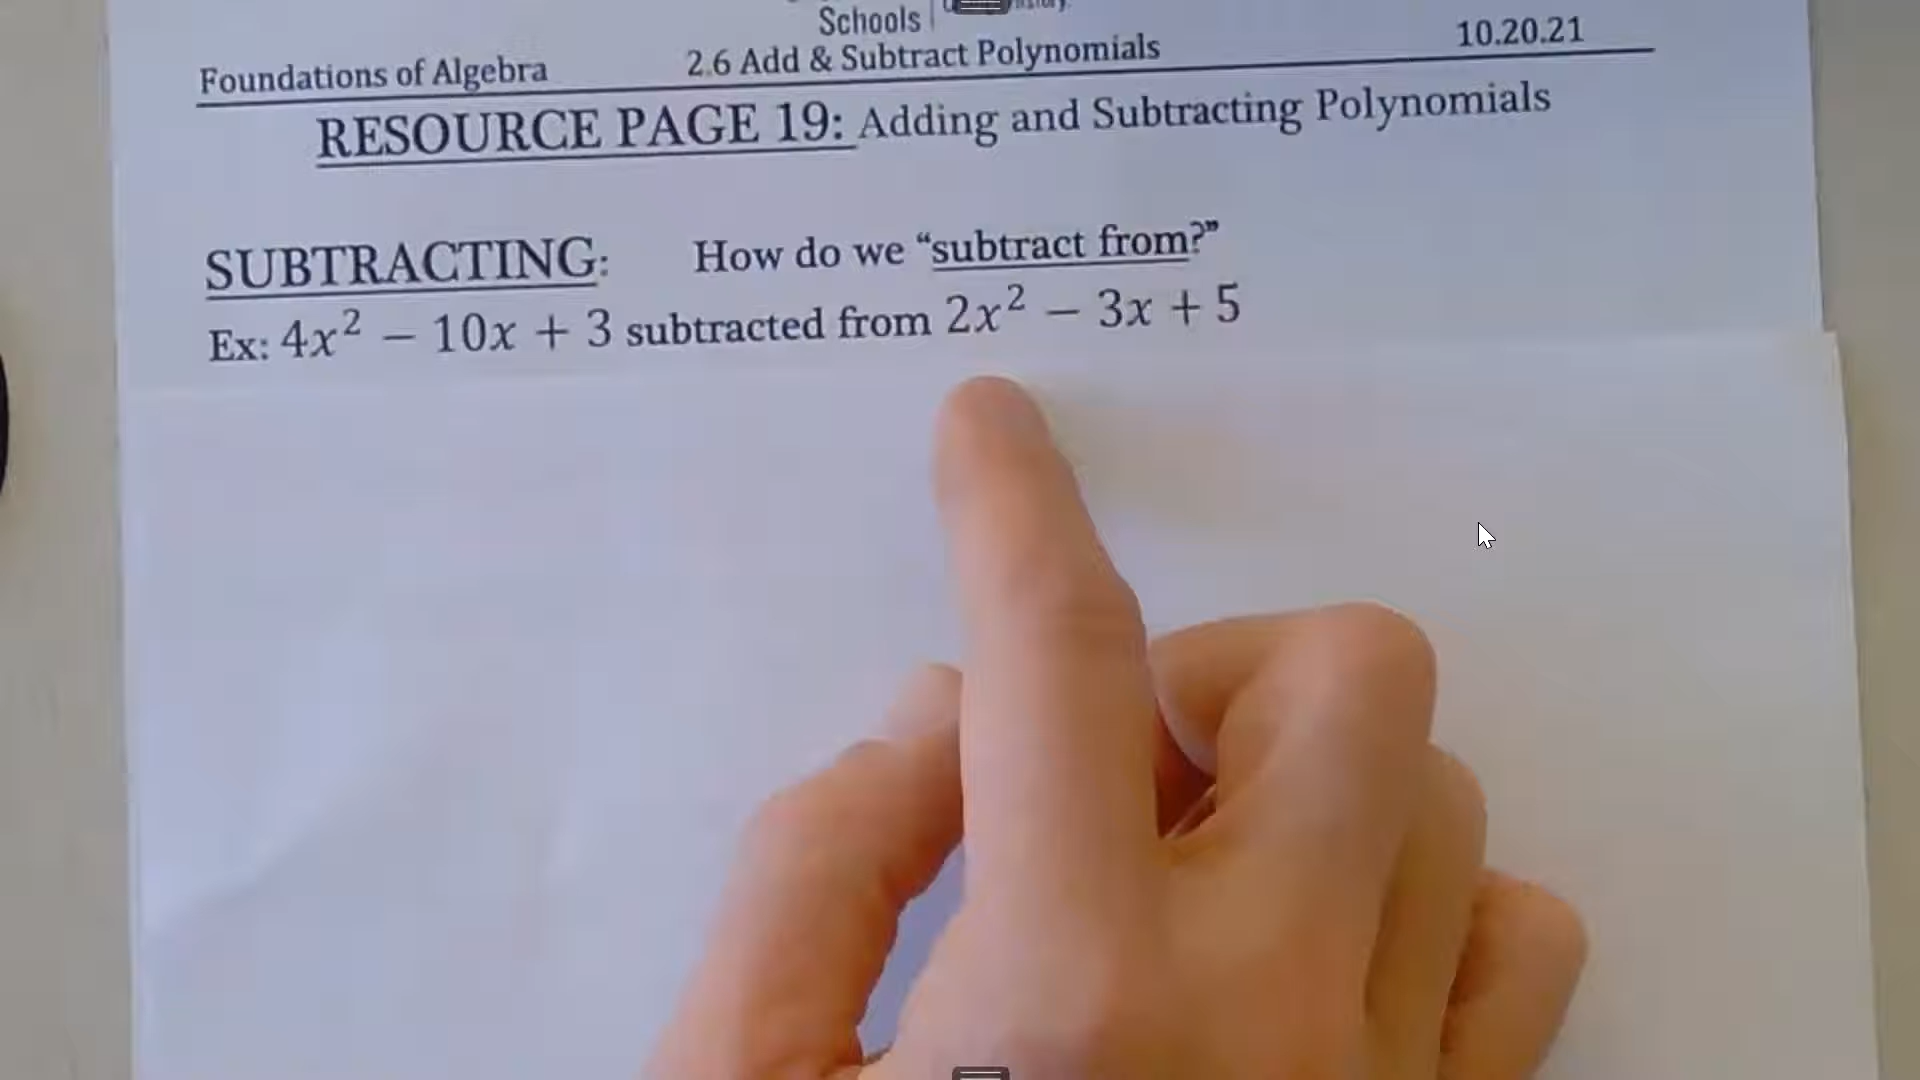 Schools
Foundations of Algebra 2.6 Add & Subtract Polynomials 10.20.21
RESOURCE PAGE 19: Adding and Subtracting Polynomials
SUBTRACTING: How do we “subtract from?”
Ex: 4x² − 10x + 3 subtracted from 2x² − 3x + 5